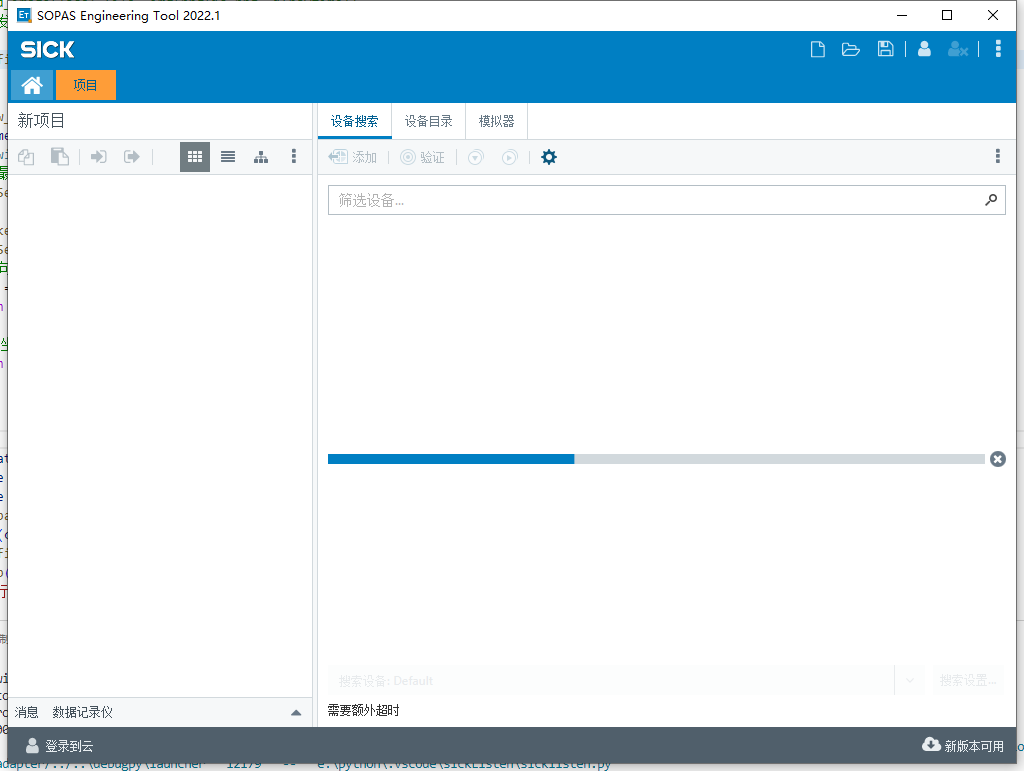 SOPAS Engineering Tool 2022.1
SICK
项目
新项目
设备搜索 设备目录 模拟器
添加 验证
筛选设备...
搜索设备: Default 搜索设置...
需要额外超时
消息 数据记录仪
登录到云 新版本可用